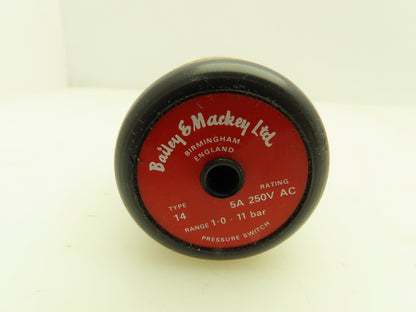 Bailey & Mackey Ltd.
BIRMINGHAM
ENGLAND
TYPE
14
RATING
5A 250V AC
RANGE 1·0 - 11 bar
PRESSURE SWITCH